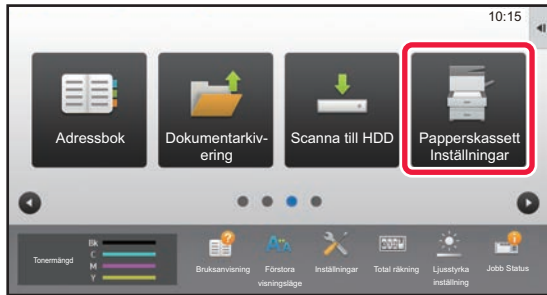 10:15
Adressbok
Dokumentarkiv-
ering
Scanna till HDD
Papperskassett
Inställningar
Tonermängd
Bk
C
M
Y
Bruksanvisning
Förstora
visningsläge
Inställningar
Total räkning
Ljusstyrka
inställning
Jobb Status